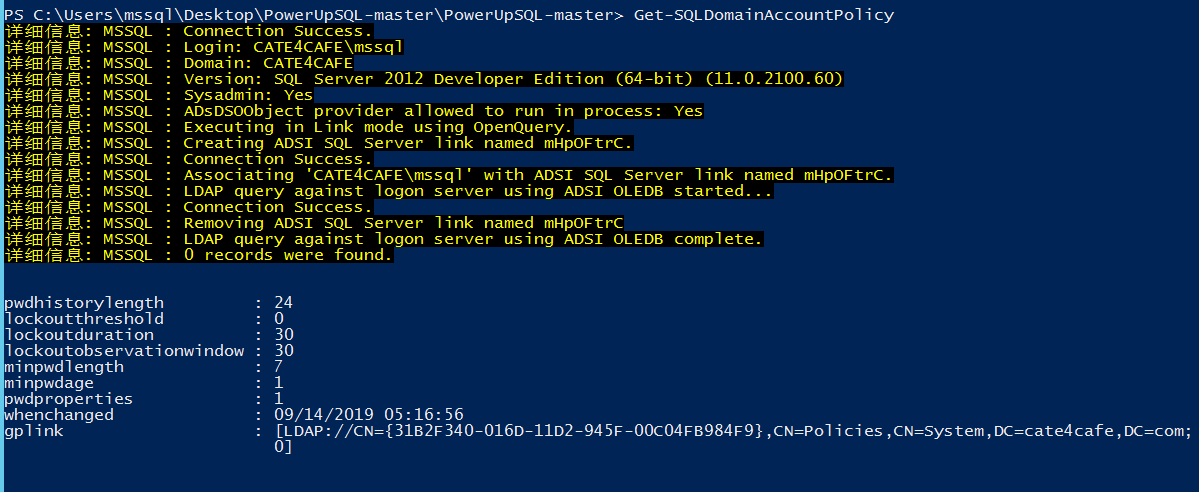 PS C:\Users\mssql\Desktop\PowerUpSQL-master\PowerUpSQL-master> Get-SQLDomainAccountPolicy
详细信息: MSSQL : Connection Success.
详细信息: MSSQL : Login: CATE4CAFE\mssql
详细信息: MSSQL : Domain: CATE4CAFE
详细信息: MSSQL : Version: SQL Server 2012 Developer Edition (64-bit) (11.0.2100.60)
详细信息: MSSQL : Sysadmin: Yes
详细信息: MSSQL : ADsDSOObject provider allowed to run in process: Yes
详细信息: MSSQL : Executing in Link mode using OpenQuery.
详细信息: MSSQL : Creating ADSI SQL Server link named mHpOFtrC.
详细信息: MSSQL : Connection Success.
详细信息: MSSQL : Associating 'CATE4CAFE\mssql' with ADSI SQL Server link named mHpOFtrC.
详细信息: MSSQL : LDAP query against logon server using ADSI OLEDB started...
详细信息: MSSQL : Connection Success.
详细信息: MSSQL : Removing ADSI SQL Server link named mHpOFtrC
详细信息: MSSQL : LDAP query against logon server using ADSI OLEDB complete.
详细信息: MSSQL : 0 records were found.
pwdhistorylength : 24
lockoutthreshold : 0
lockoutduration : 30
lockoutobservationwindow : 30
minpwdlength : 7
minpwdage : 1
pwdproperties : 1
whenchanged : 09/14/2019 05:16:56
gplink : [LDAP://CN={31B2F340-016D-11D2-945F-00C04FB984F9},CN=Policies,CN=System,DC=cate4cafe,DC=com;
0]